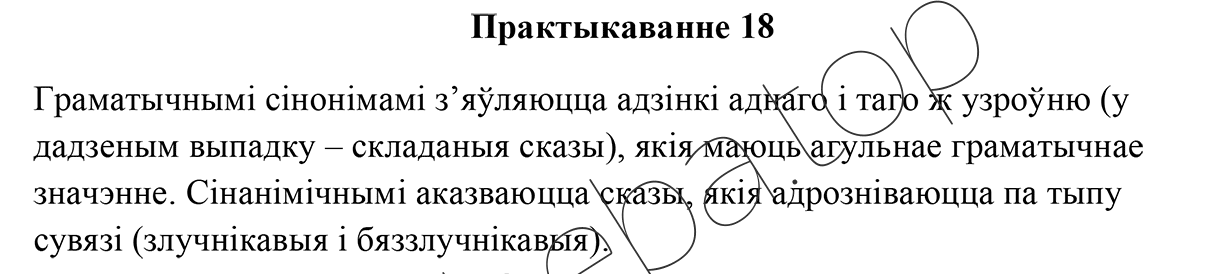 Практыкаванне 18
Граматычнымі сінонімамі з’яўляюцца адзінкі аднаго і таго ж узроўню (у
дадзеным выпадку – складаныя сказы), якія маюць агульнае граматычнае
значэнне. Сінанімічнымі аказваюцца сказы, якія адрозніваюцца па тыпу
сувязі (злучнікавыя і бяззлучнікавыя).